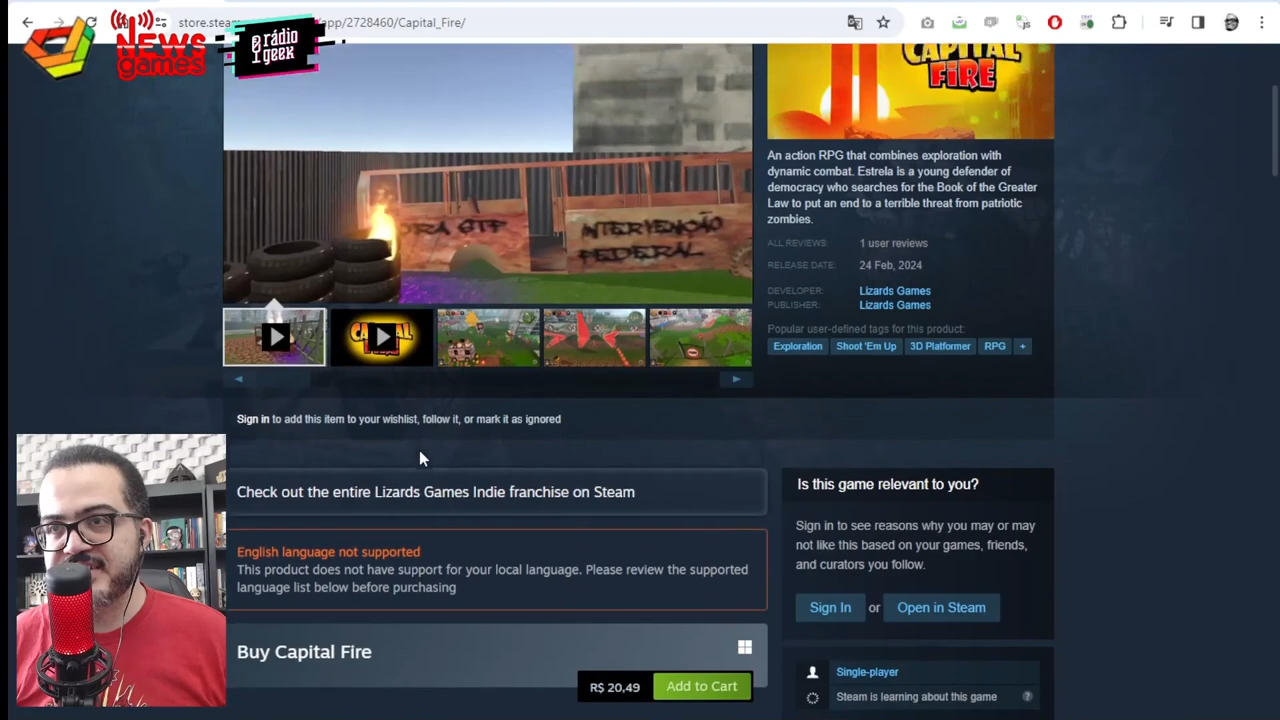 store.steam
app/2728460/Capital_Fire/
NEWS
games
rádio
geek
CAPITAL
FIRE
An action RPG that combines exploration with
dynamic combat. Estrela is a young defender of
democracy who searches for the Book of the Greater
Law to put an end to a terrible threat from patriotic
zombies.
ALL REVIEWS: 1 user reviews
RELEASE DATE: 24 Feb, 2024
DEVELOPER: Lizards Games
PUBLISHER: Lizards Games
Popular user-defined tags for this product:
Exploration Shoot 'Em Up 3D Platformer RPG +
INTERVENÇÃO
FEDERAL
Sign in to add this item to your wishlist, follow it, or mark it as ignored
Check out the entire Lizards Games Indie franchise on Steam
English language not supported
This product does not have support for your local language. Please review the supported
language list below before purchasing
Buy Capital Fire
R$ 20,49 Add to Cart
Is this game relevant to you?
Sign in to see reasons why you may or may
not like this based on your games, friends,
and curators you follow.
Sign In or Open in Steam
Single-player
Steam is learning about this game ?